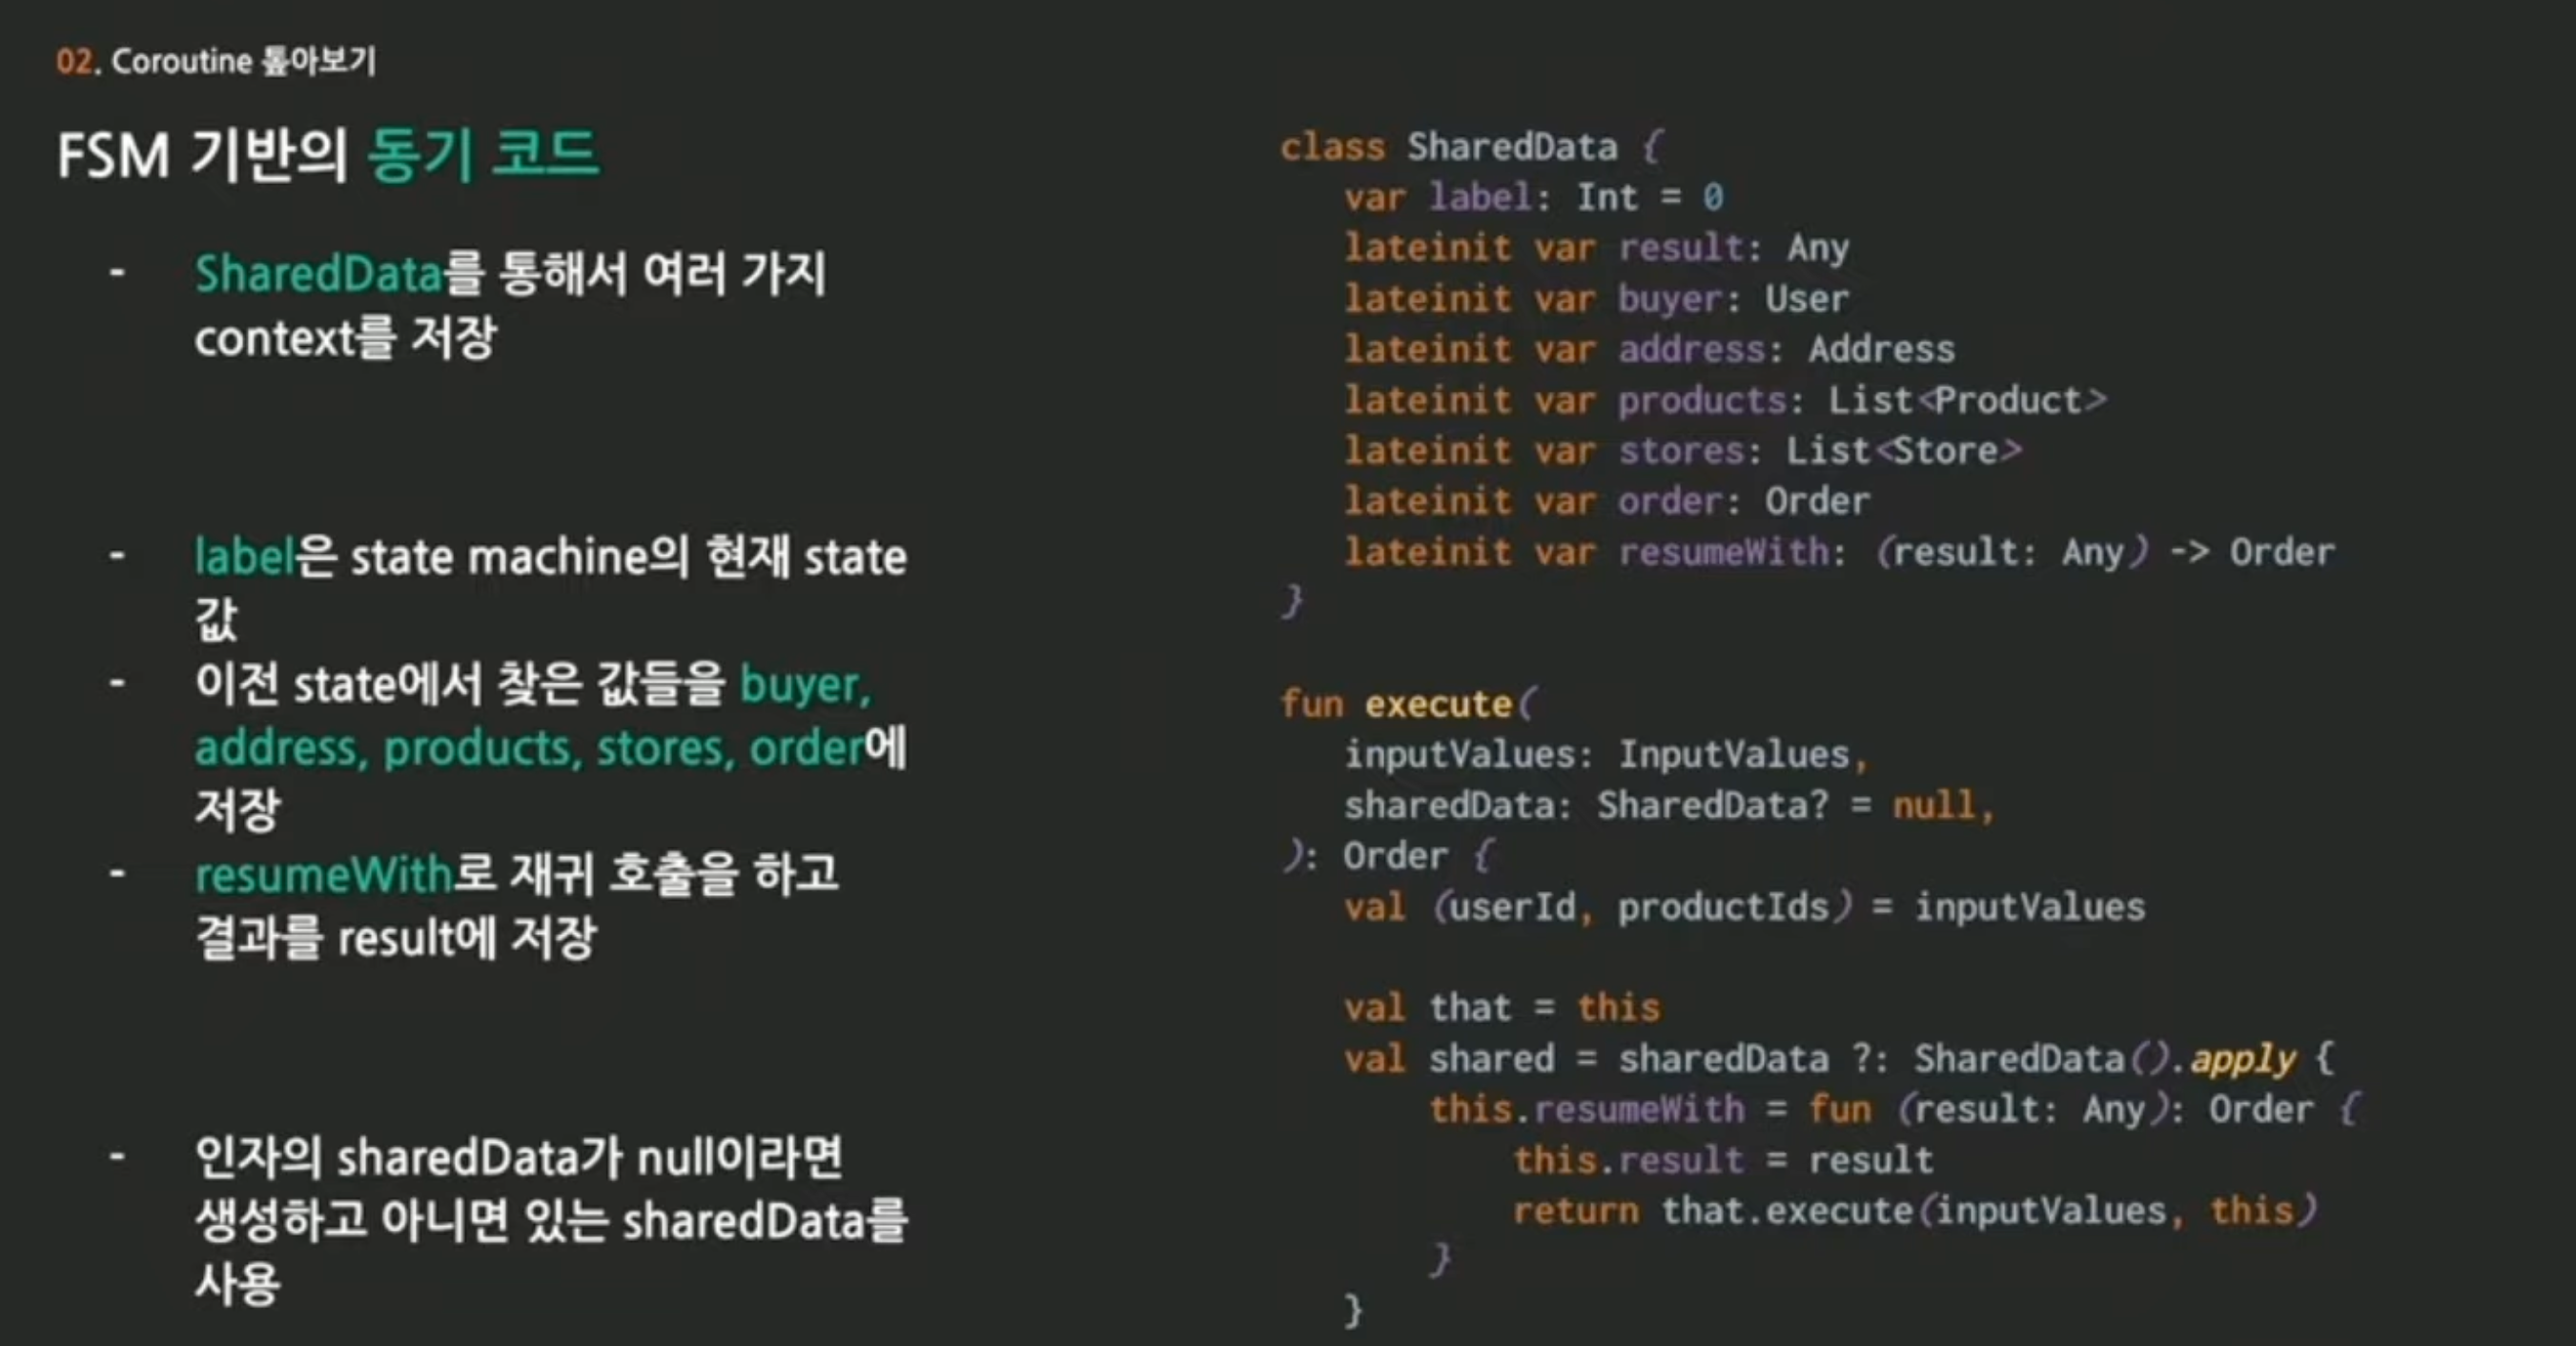 02. Coroutine 톺아보기
FSM 기반의 동기 코드
- SharedData를 통해서 여러 가지
context를 저장
- label은 state machine의 현재 state
값
- 이전 state에서 찾은 값들을 buyer,
address, products, stores, order에
저장
- resumeWith로 재귀 호출을 하고
결과를 result에 저장
- 인자의 sharedData가 null이라면
생성하고 아니면 있는 sharedData를
사용
class SharedData {
var label: Int = 0
lateinit var result: Any
lateinit var buyer: User
lateinit var address: Address
lateinit var products: List<Product>
lateinit var stores: List<Store>
lateinit var order: Order
lateinit var resumeWith: (result: Any) -> Order
}
fun execute(
inputValues: InputValues,
sharedData: SharedData? = null,
): Order {
val (userId, productIds) = inputValues
val that = this
val shared = sharedData ?: SharedData().apply {
this.resumeWith = fun (result: Any): Order {
this.result = result
return that.execute(inputValues, this)
}
}